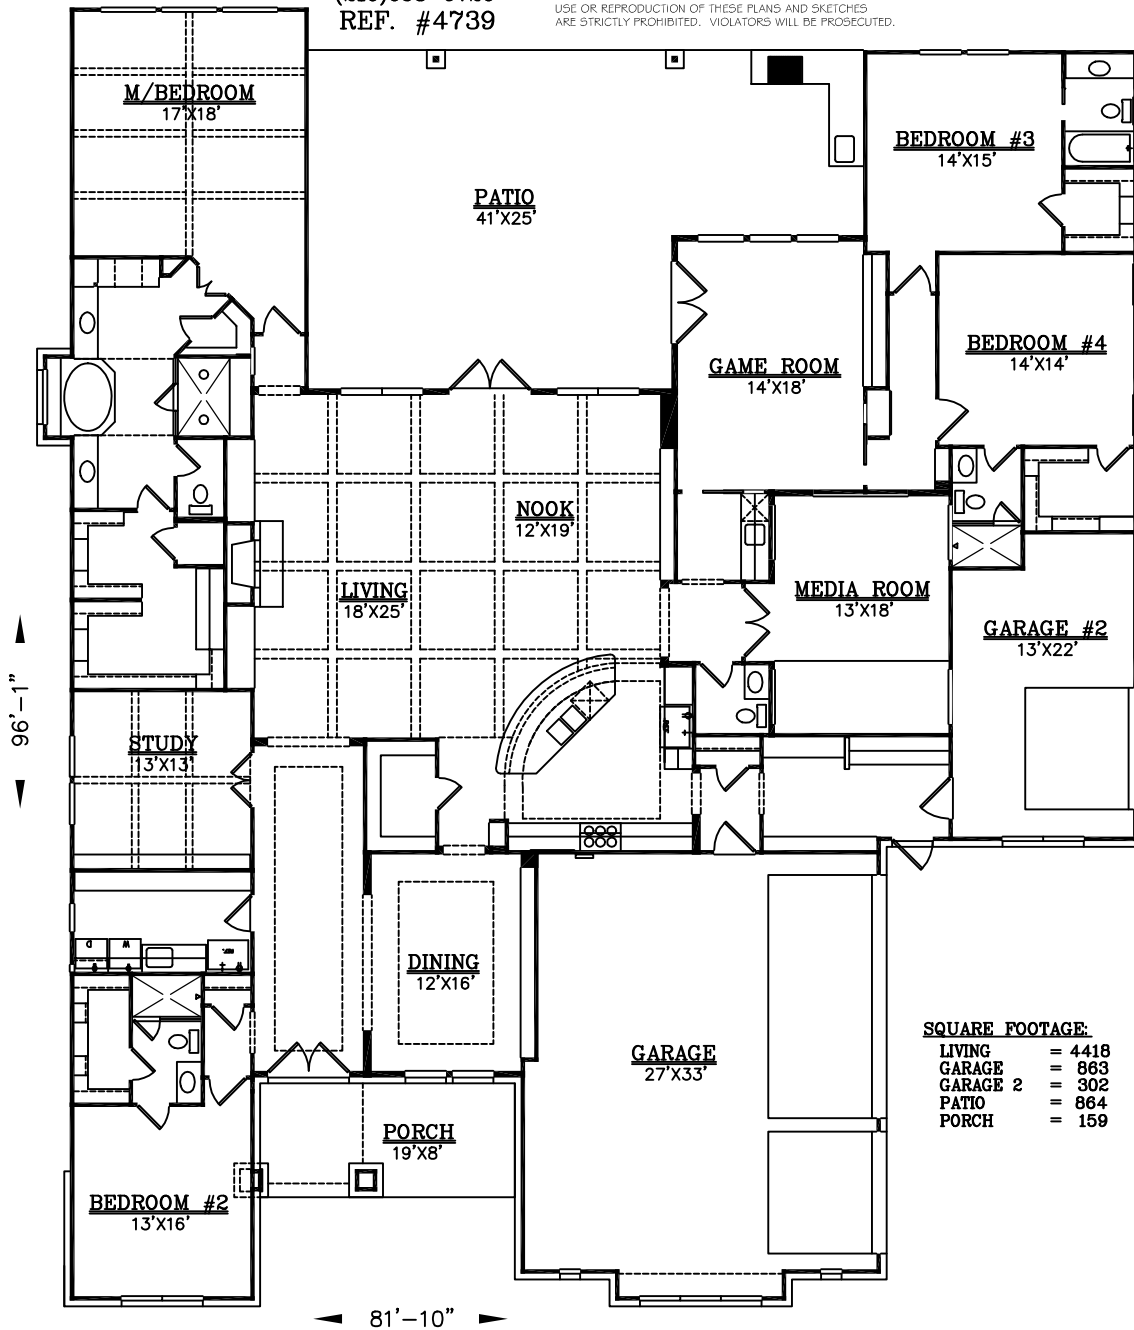 REF. #4739
USE OR REPRODUCTION OF THESE PLANS AND SKETCHES
ARE STRICTLY PROHIBITED. VIOLATORS WILL BE PROSECUTED.
M/BEDROOM
17'X18'
PATIO
41'X25'
BEDROOM #3
14'X15'
GAME ROOM
14'X18'
BEDROOM #4
14'X14'
NOOK
12'X19'
LIVING
18'X25'
MEDIA ROOM
13'X18'
GARAGE #2
13'X22'
96'-1"
STUDY
13'X13'
REF.
D
W
REF.
DINING
12'X16'
GARAGE
27'X33'
PORCH
19'X8'
BEDROOM #2
13'X16'
SQUARE FOOTAGE:
LIVING = 4418
GARAGE = 863
GARAGE 2 = 302
PATIO = 864
PORCH = 159
81'-10"